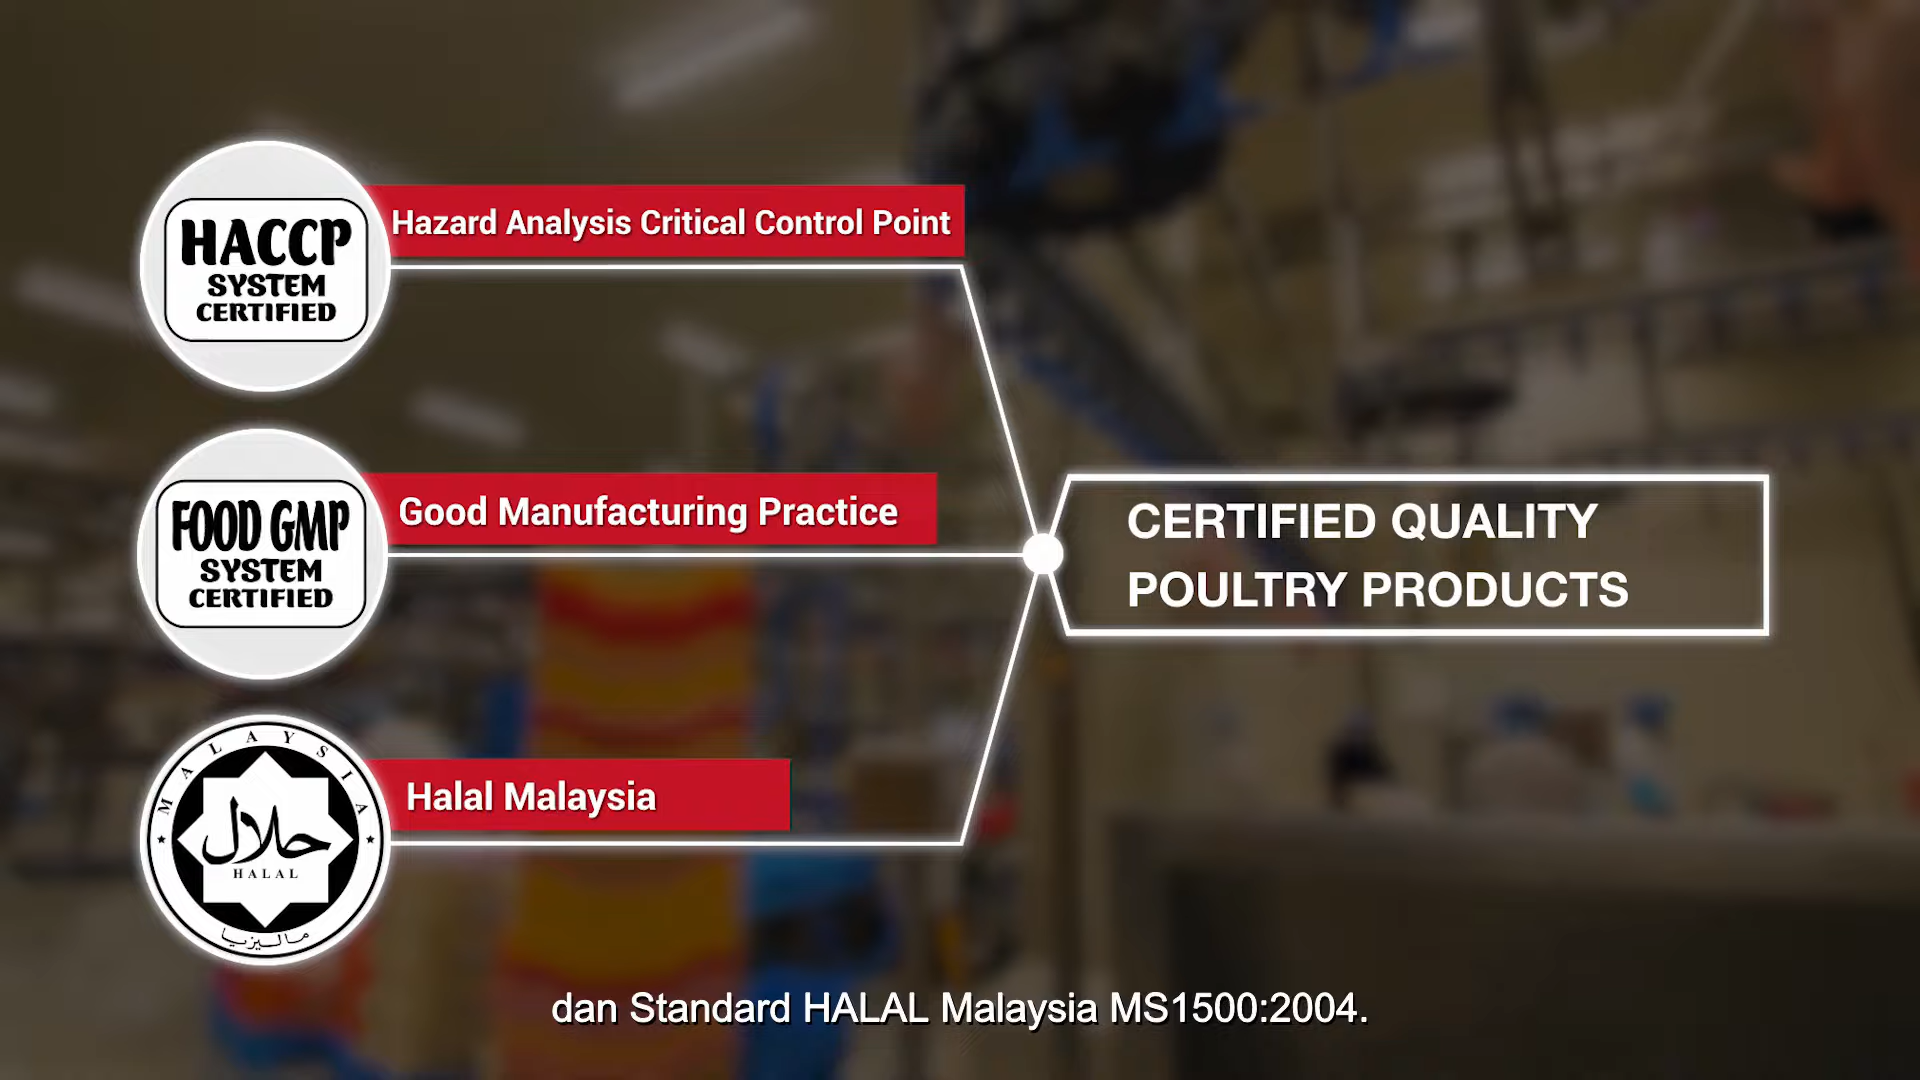 HACCP
SYSTEM
CERTIFIED
Hazard Analysis Critical Control Point
FOOD GMP
SYSTEM
CERTIFIED
Good Manufacturing Practice
MALAYSIA
حلال
HALAL
ماليزيا
Halal Malaysia
CERTIFIED QUALITY
POULTRY PRODUCTS
dan Standard HALAL Malaysia MS1500:2004.